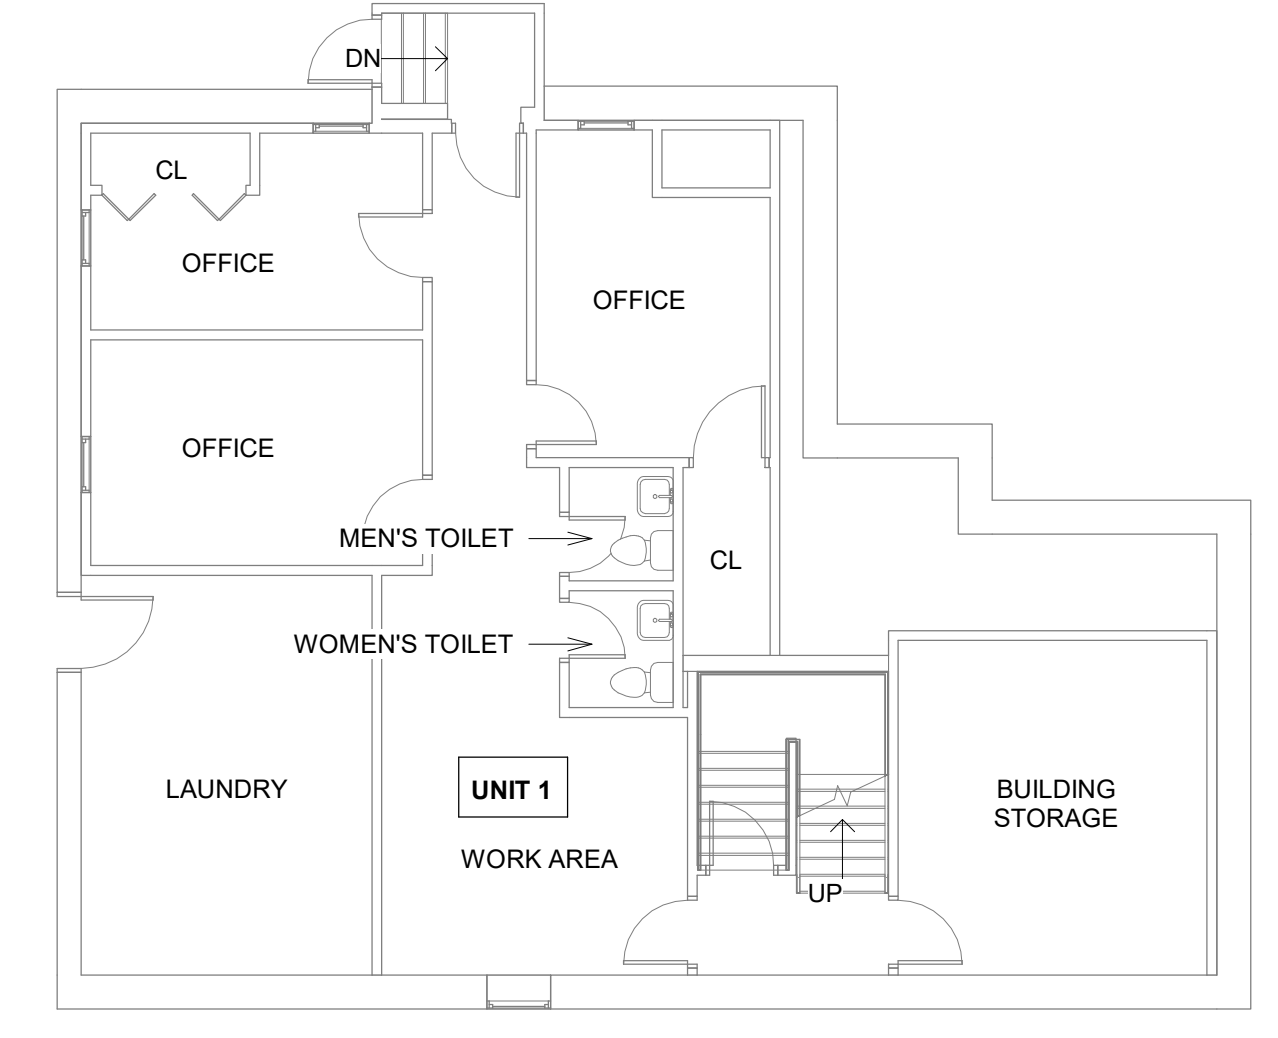 DN
CL
OFFICE
OFFICE
OFFICE
MEN'S TOILET
CL
WOMEN'S TOILET
LAUNDRY
UNIT 1
BUILDING
STORAGE
WORK AREA
UP